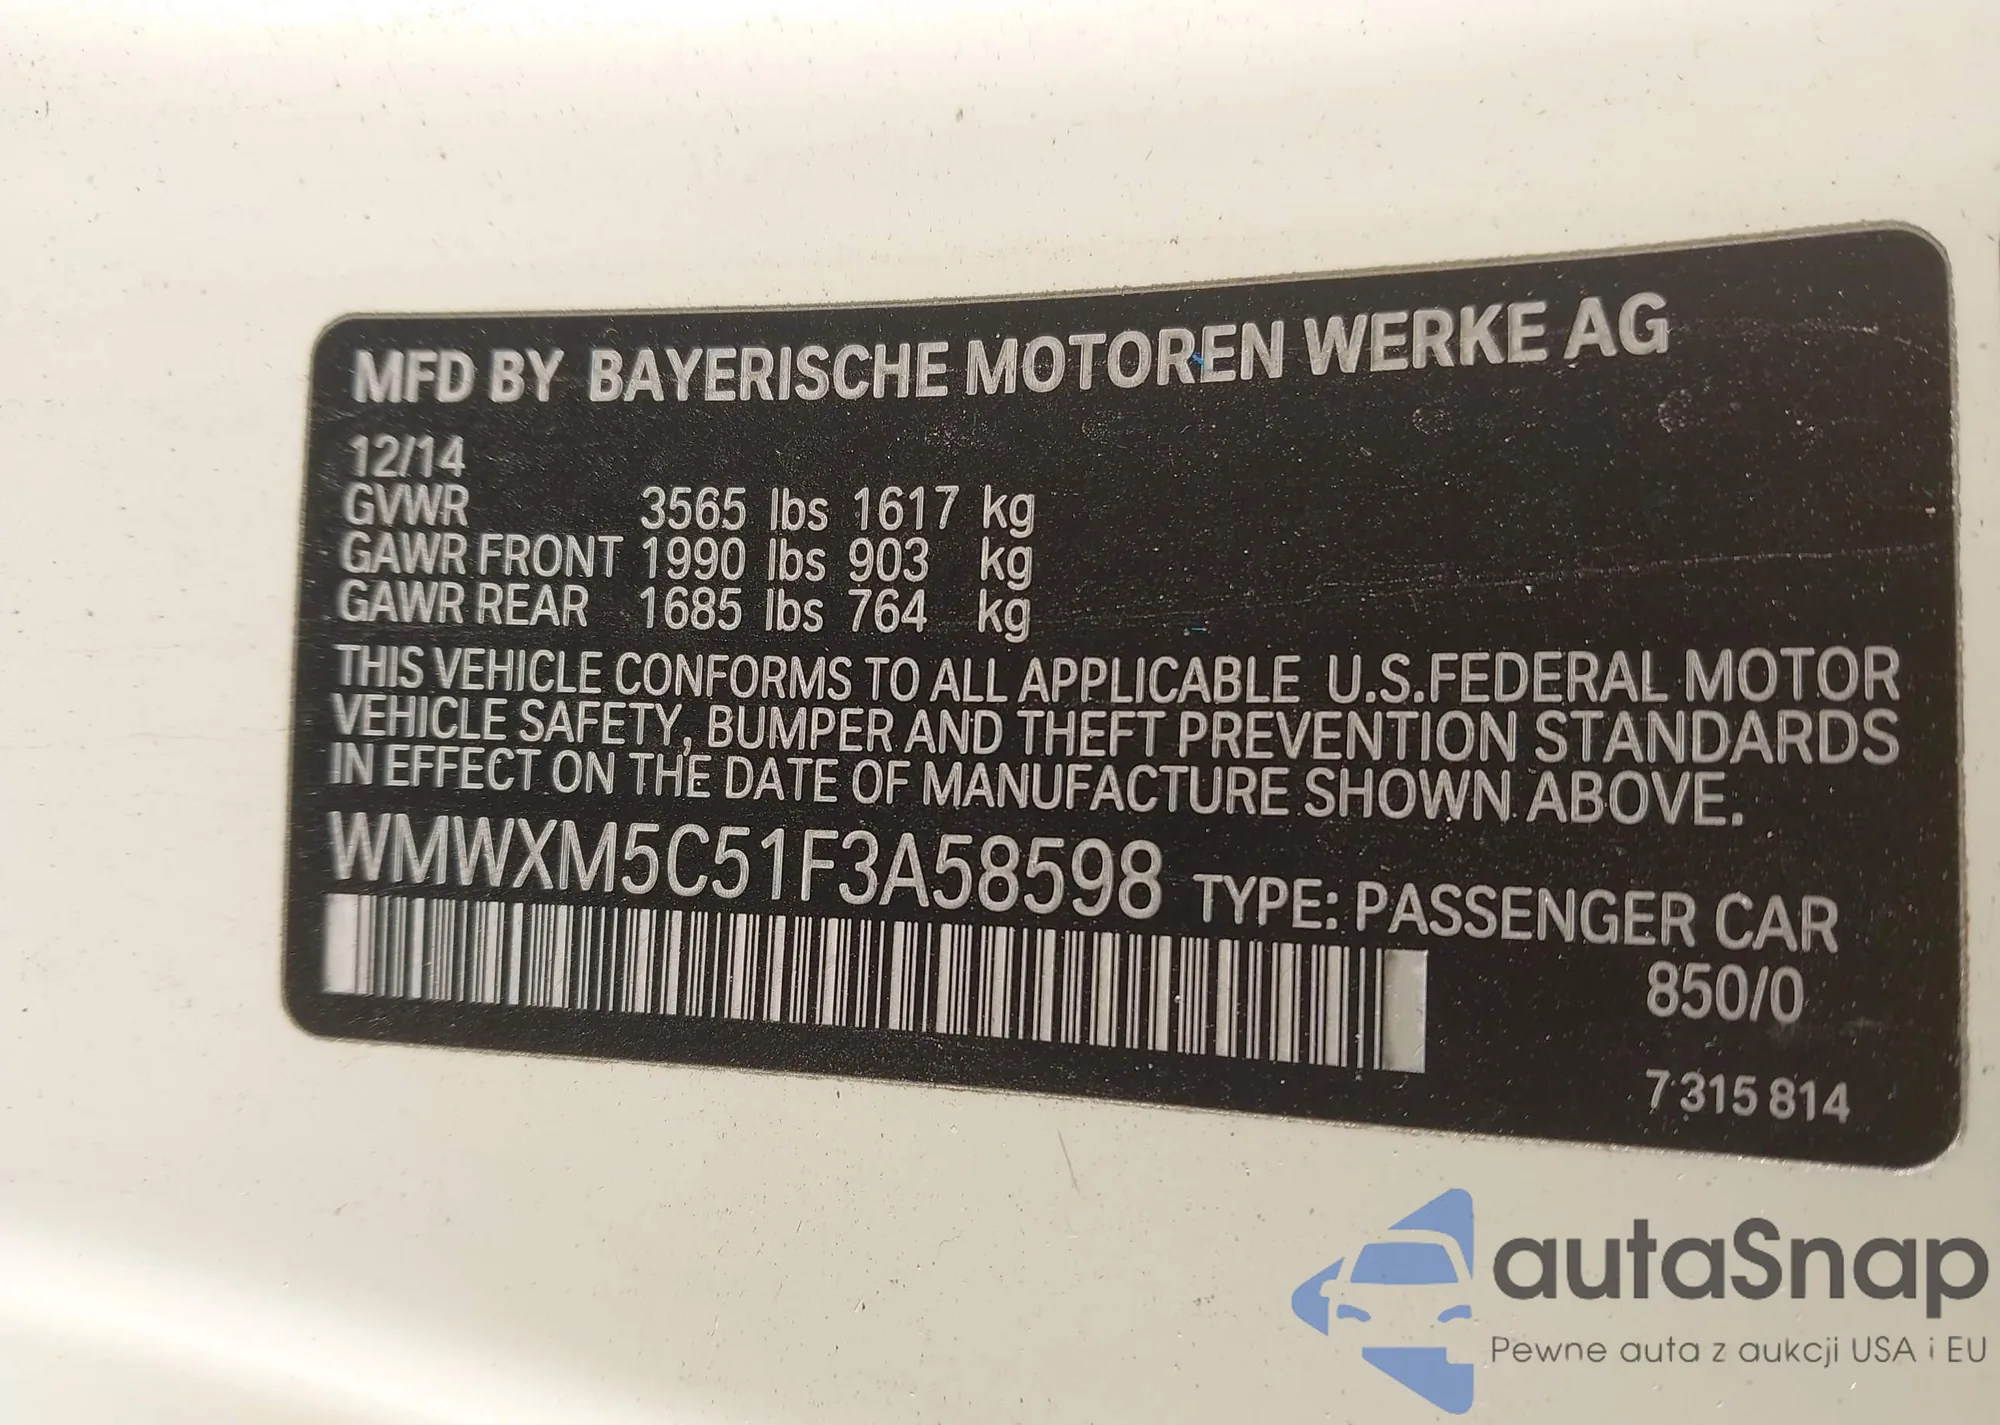 MFD BY BAYERISCHE MOTOREN WERKE AG
12/14
GVWR 3565 lbs 1617 kg
GAWR FRONT 1990 lbs 903 kg
GAWR REAR 1685 lbs 764 kg
THIS VEHICLE CONFORMS TO ALL APPLICABLE U.S.FEDERAL MOTOR
VEHICLE SAFETY, BUMPER AND THEFT PREVENTION STANDARDS
IN EFFECT ON THE DATE OF MANUFACTURE SHOWN ABOVE.
WMWXM5C51F3A58598 TYPE: PASSENGER CAR
850/0
7 315 814
autaSnap
Pewne auta z aukcji USA i EU